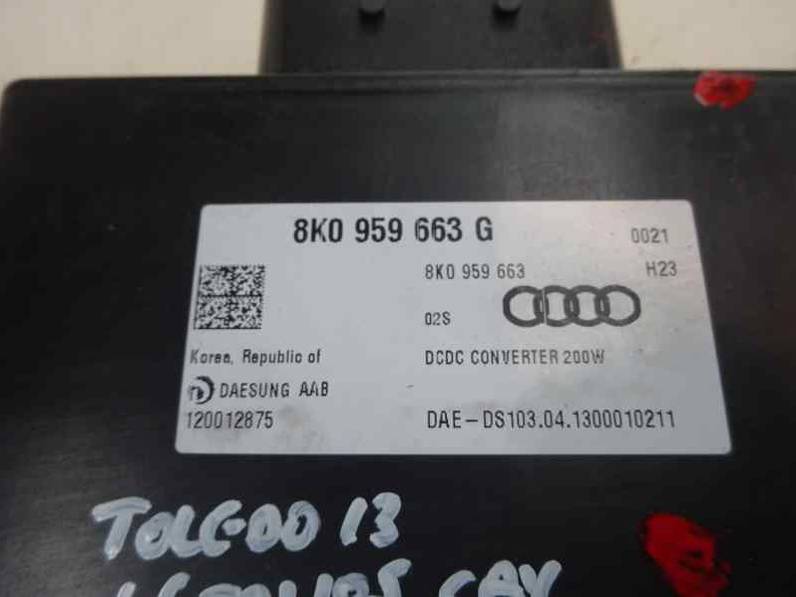 8K0 959 663 G
0021
8K0 959 663
H23
02S
Korea, Republic of
DCDC CONVERTER 200W
DAESUNG AAB
120012875
DAE-DS103.04.1300010211
TOLEDO 13
CAY